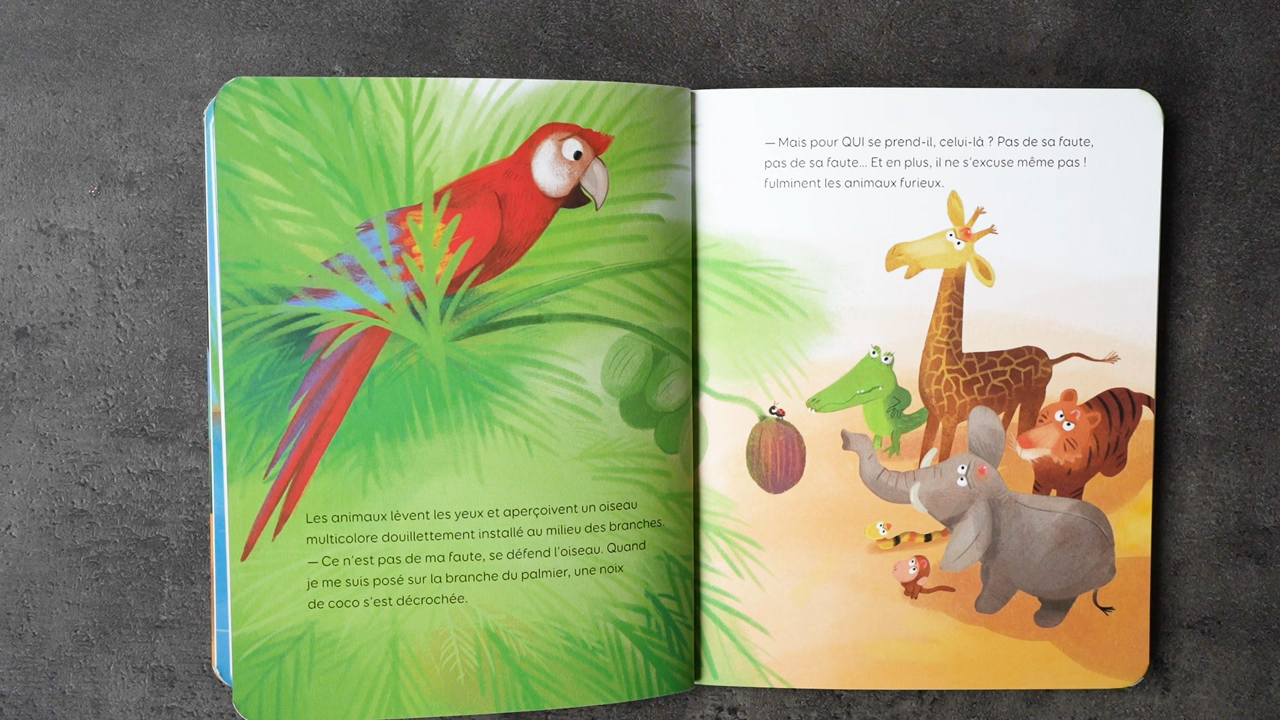 Les animaux lèvent les yeux et aperçoivent un oiseau
multicolore douillettement installé au milieu des branches.
— Ce n'est pas de ma faute, se défend l'oiseau. Quand
je me suis posé sur la branche du palmier, une noix
de coco s'est décrochée.
— Mais pour QUI se prend-il, celui-là ? Pas de sa faute,
pas de sa faute... Et en plus, il ne s'excuse même pas !
fulminent les animaux furieux.